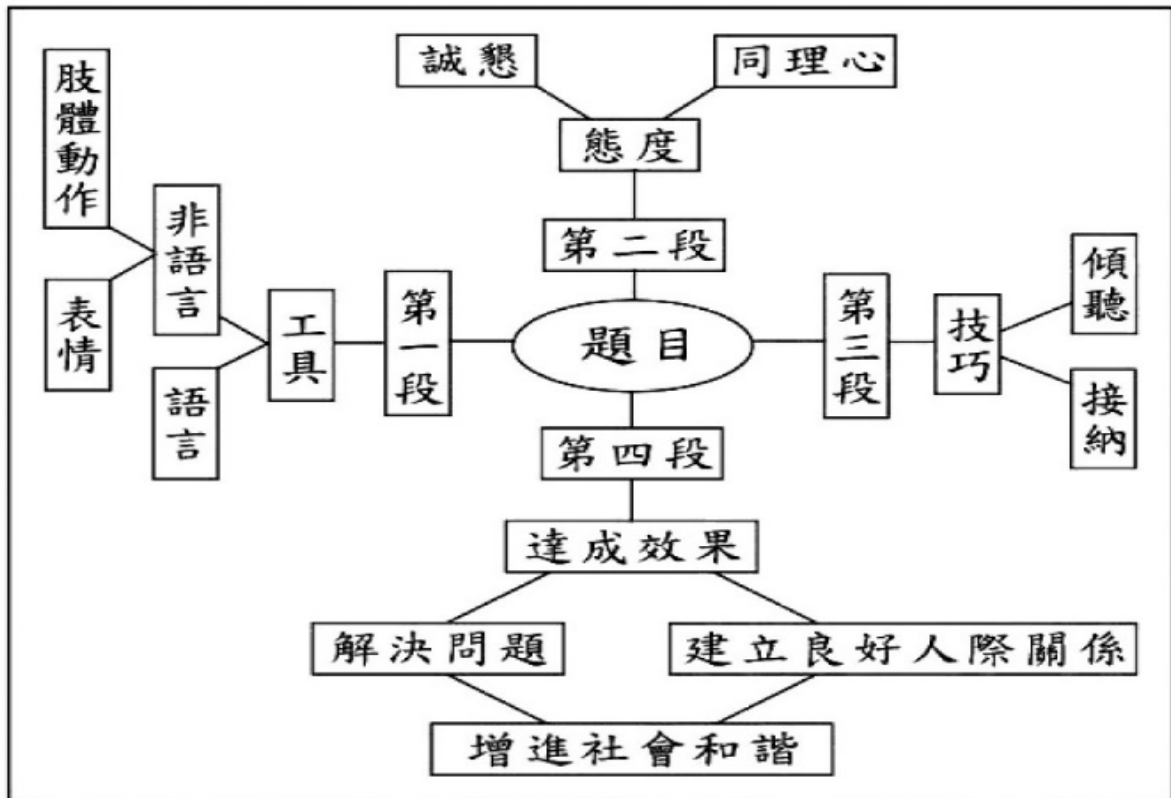 誠懇
同理心
態度
第二段
肢體動作
非語言
表情
語言
工具
第一段
題目
第三段
技巧
傾聽
接納
第四段
達成效果
解決問題
建立良好人際關係
增進社會和諧